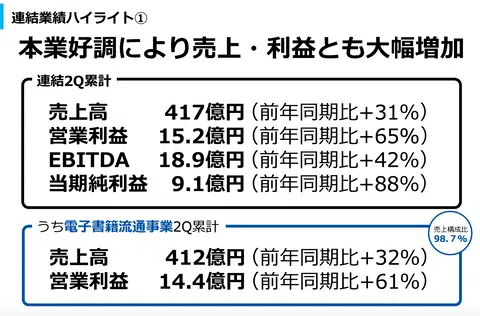 連結業績ハイライト①
本業好調により売上・利益とも大幅増加
連結2Q累計
売上高 417億円（前年同期比+31%）
営業利益 15.2億円（前年同期比+65%）
EBITDA 18.9億円（前年同期比+42%）
当期純利益 9.1億円（前年同期比+88%）
うち電子書籍流通事業2Q累計
売上構成比
98.7%
売上高 412億円（前年同期比+32%）
営業利益 14.4億円（前年同期比+61%）